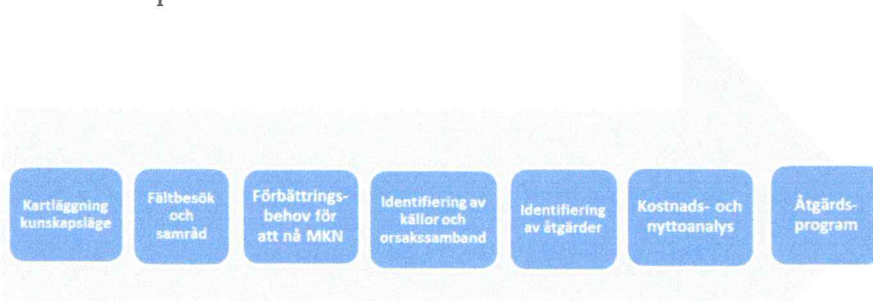 Kartläggning
kunskapsläge
Fältbesök
och
samråd
Förbättrings-
behov för
att nå MKN
Identifiering av
källor och
orsakssamband
Identifiering
av åtgärder
Kostnads- och
nyttoanalys
Åtgärds-
program